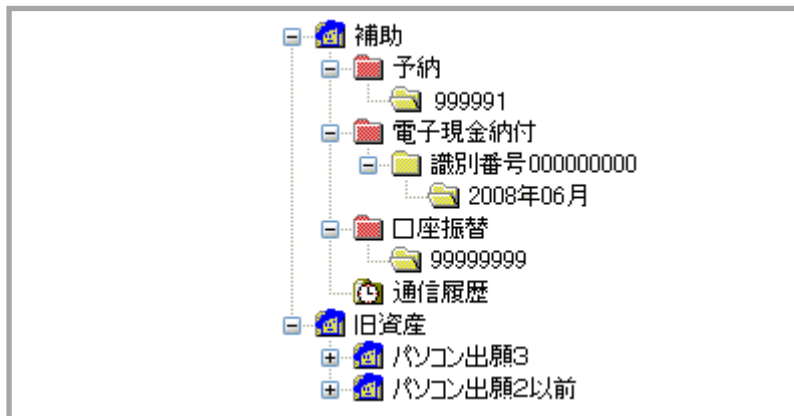 補助
予納
999991
電子現金納付
識別番号000000000
2008年06月
口座振替
99999999
通信履歴
旧資産
パソコン出願3
パソコン出願2以前